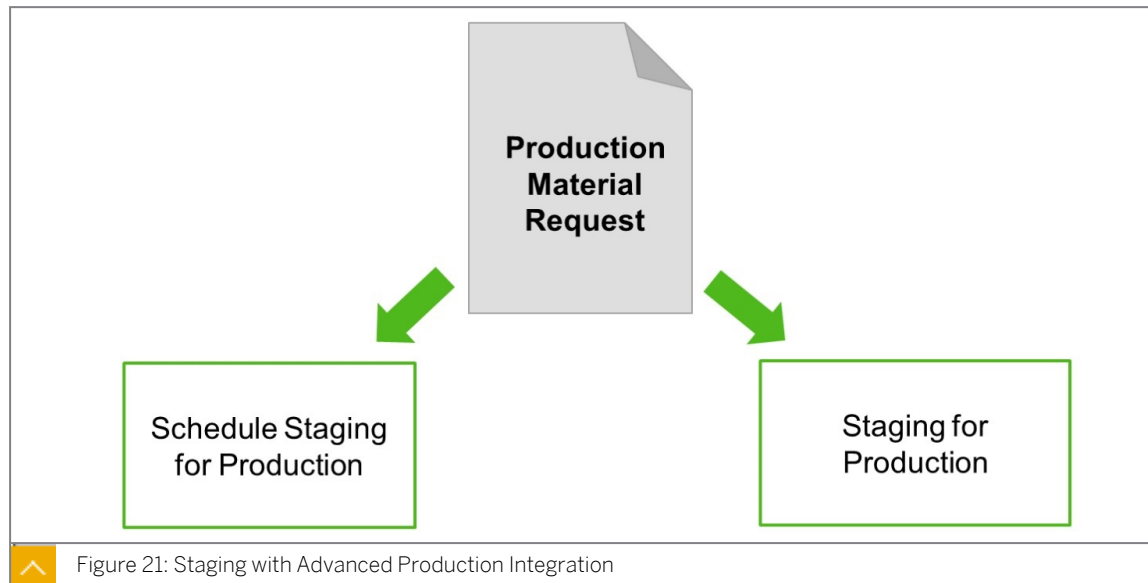 Production
Material
Request
Schedule Staging
for Production
Staging for
Production
Figure 21: Staging with Advanced Production Integration